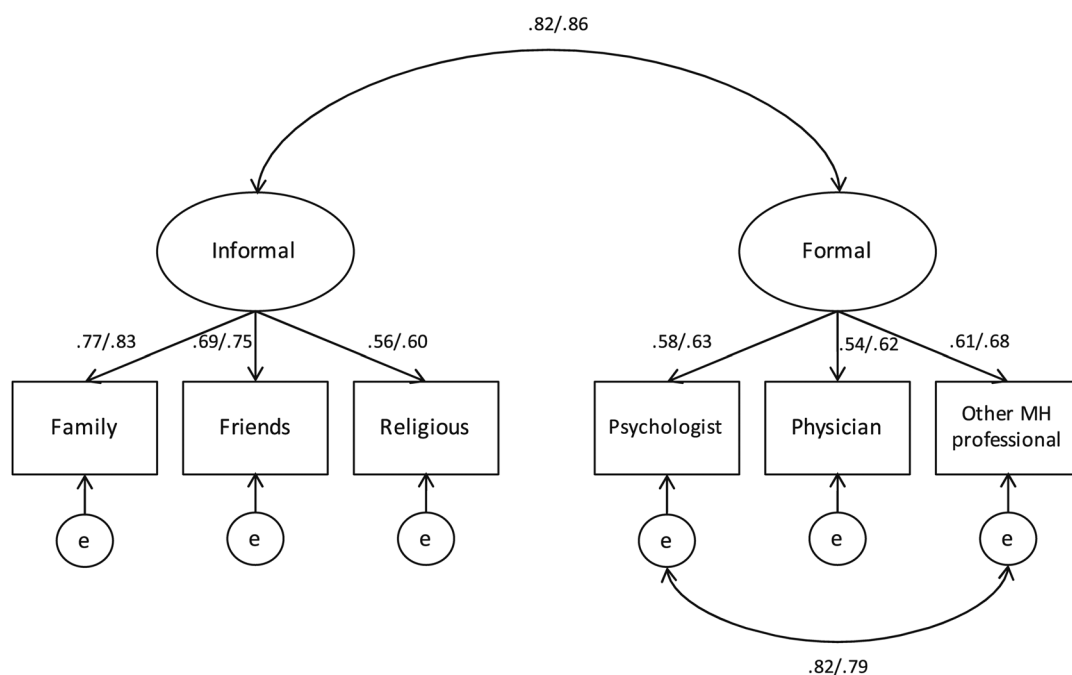 .82/.86
Informal
Formal
.77/.83
.69/.75
.56/.60
.58/.63
.54/.62
.61/.68
Family
Friends
Religious
Psychologist
Physician
Other MH
professional
e
e
e
e
e
e
.82/.79